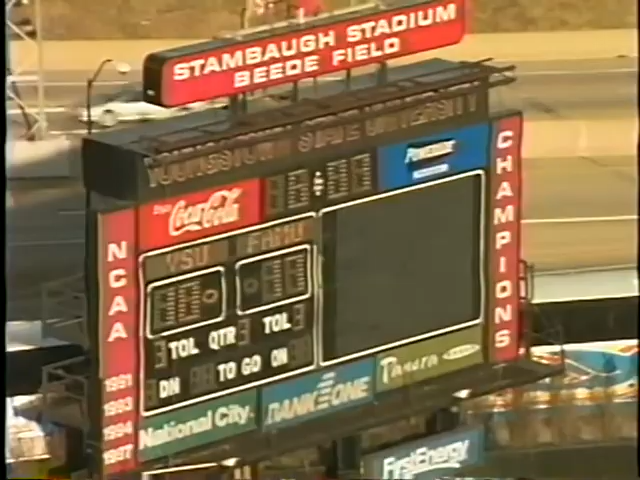 STAMBAUGH STADIUM
BEEDE FIELD
YOUNGSTOWN STATE UNIVERSITY
Coca-Cola
YSU
FAMU
TOL QTR TOL
DN TO GO ON
NCAA
1991
1993
1994
1997
CHAMPIONS
National City
BANK ONE
Panera
FirstEnergy